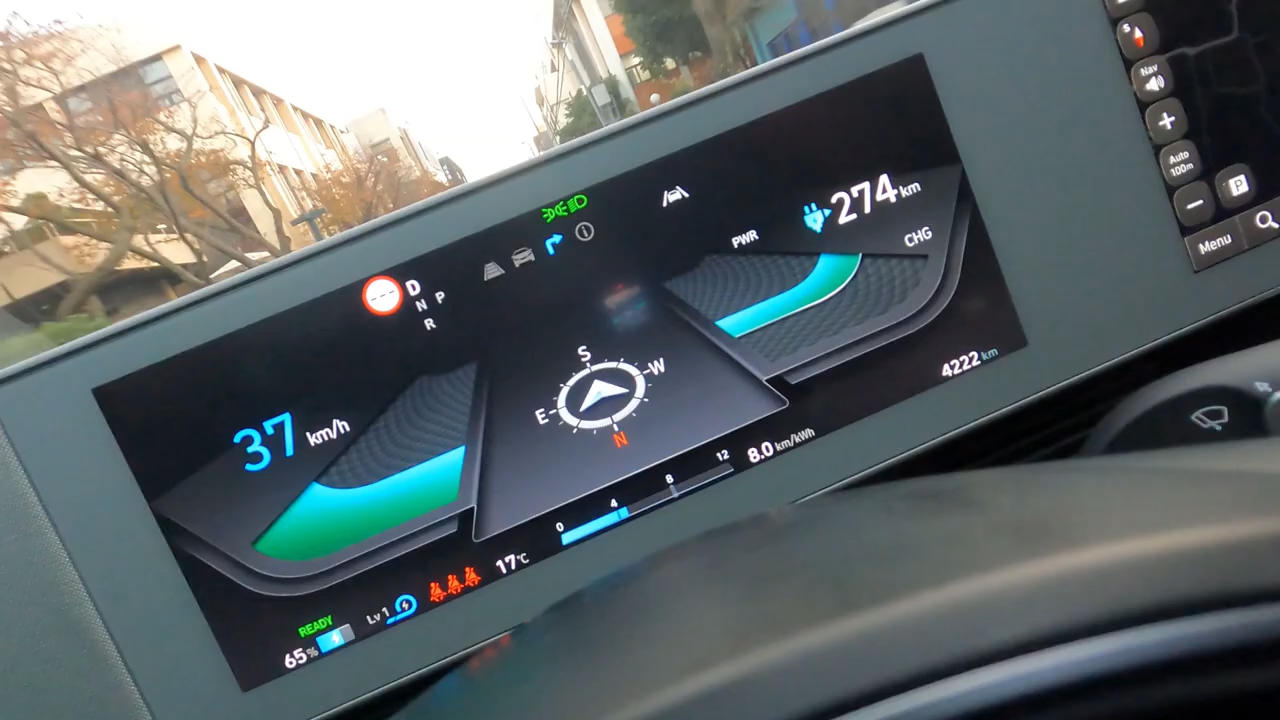 274 km
PWR
CHG
D
N P
R
37 km/h
S
E
W
N
4222 km
0 4 8 12
8.0 km/kWh
17°C
READY
65%
Lv 1
S
Nav
+
Auto
100m
−
P
Menu